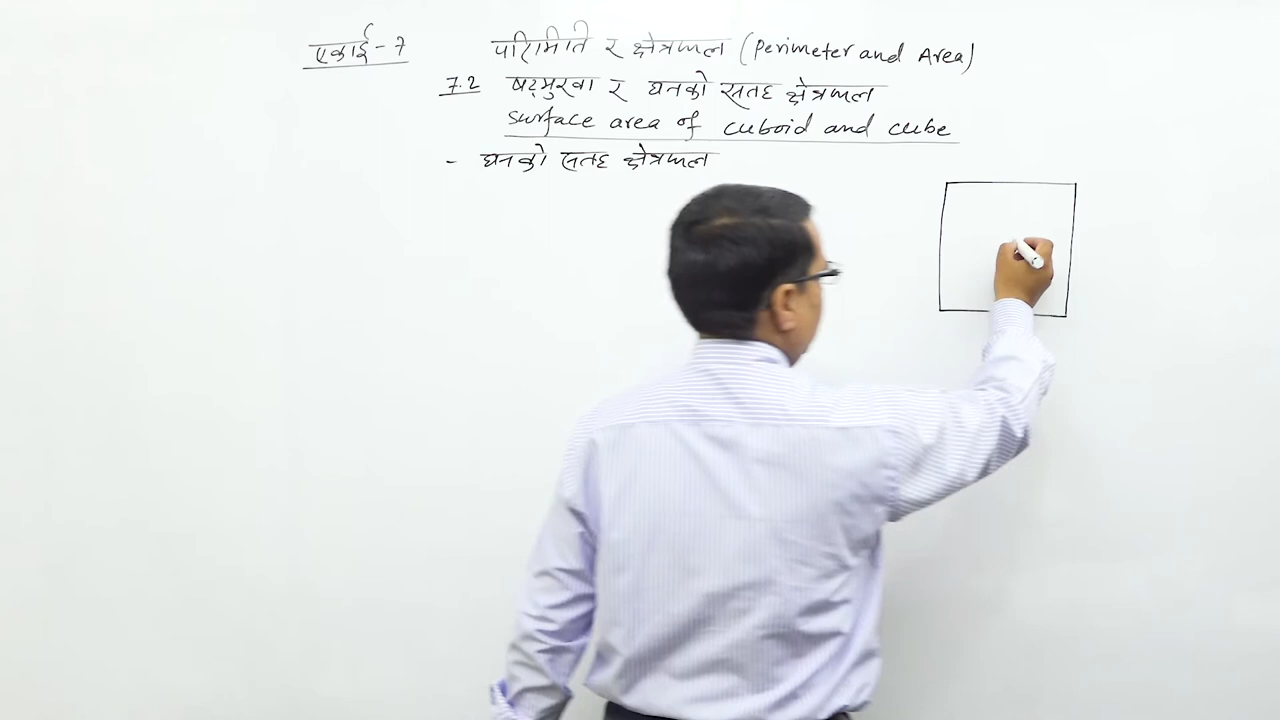 एकाई - 7 परिमिति र क्षेत्रफल (Perimeter and Area)
7.2 षट्मुखा र घनको सतह क्षेत्रफल
Surface area of cuboid and cube
- घनको सतह क्षेत्रफल